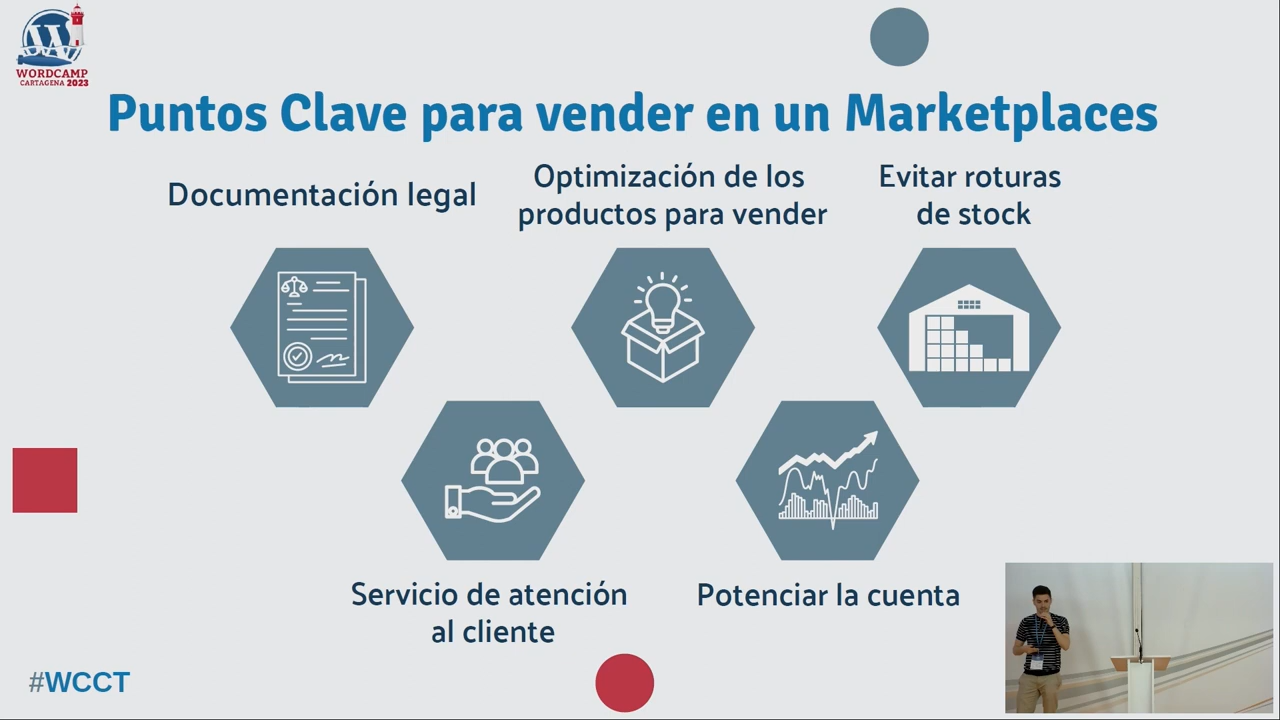 WORDCAMP
CARTAGENA 2023
Puntos Clave para vender en un Marketplaces
Documentación legal
Optimización de los
productos para vender
Evitar roturas
de stock
Servicio de atención
al cliente
Potenciar la cuenta
#WCCT